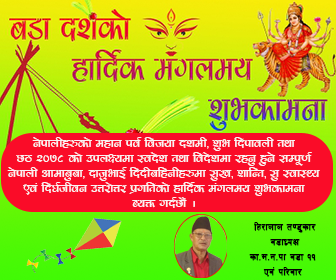 बडा दशैंको
हार्दिक मंगलमय
शुभकामना
नेपालीहरुको महान पर्व विजया दशमी, शुभ दिपावली तथा
छठ २०७८ को उपलक्ष्यमा स्वदेश तथा विदेशमा रहनु हुने सम्पूर्ण
नेपाली आमाबुबा, दाजुभाई दिदीबहिनीहरुमा सुख, शान्ति, सु स्वास्थ्य
एवं दिर्घजीवन उत्तरोत्तर प्रगतिको हार्दिक मंगलमय शुभकामना
ब्यक्त गर्दछौं ।
हिरालाल तण्डुकार
वडाध्यक्ष
का.म.न.पा वडा ११
एवं परिवार